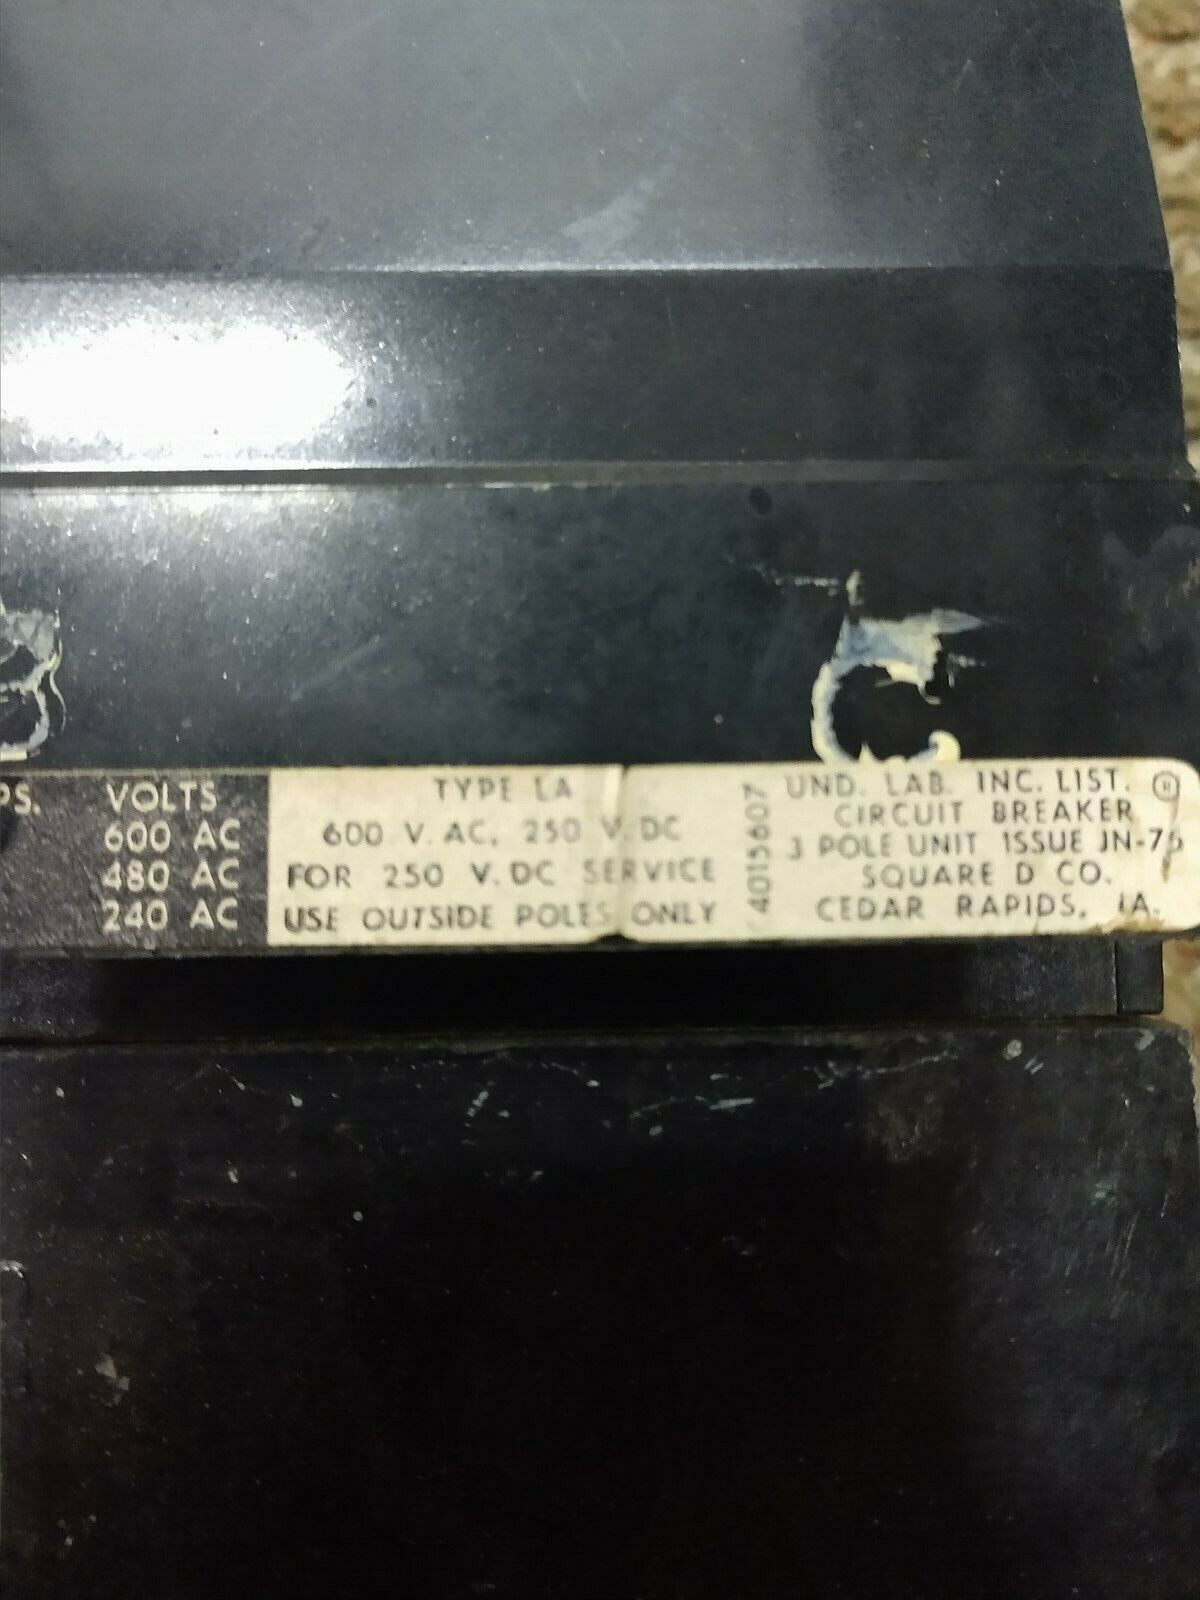 PS. VOLTS
600 AC
480 AC
240 AC
TYPE LA
600 V. AC, 250 V. DC
FOR 250 V. DC SERVICE
USE OUTSIDE POLES ONLY
4015607
UND. LAB. INC. LIST. ®
CIRCUIT BREAKER
3 POLE UNIT ISSUE JN-76
SQUARE D CO.
CEDAR RAPIDS, IA.
C